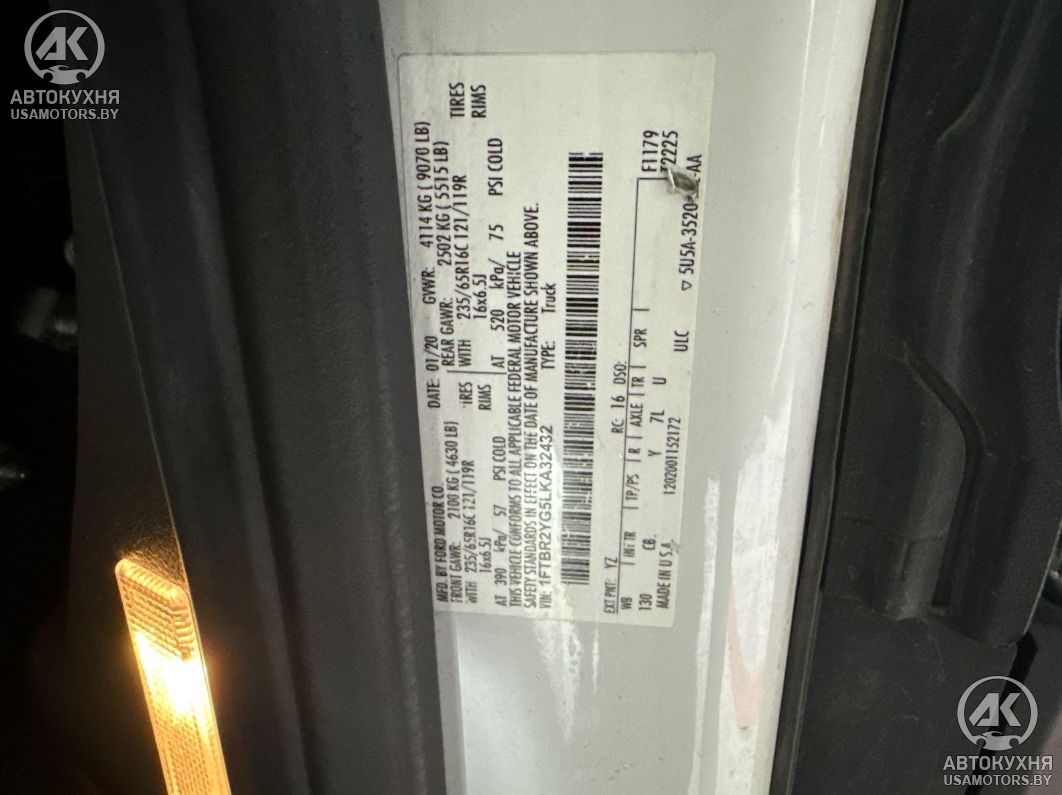 AK
АВТОКУХНЯ
USAMOTORS.BY
MFD. BY FORD MOTOR CO. DATE: 01/20 GVWR: 4114 KG ( 9070 LB)
FRONT GAWR: 2100 KG ( 4630 LB) REAR GAWR: 2502 KG ( 5515 LB)
WITH 235/65R16C 121/119R TIRES WITH 235/65R16C 121/119R TIRES
16x6.5J RIMS 16x6.5J RIMS
AT 390 kPa/ 57 PSI COLD AT 520 kPa/ 75 PSI COLD
THIS VEHICLE CONFORMS TO ALL APPLICABLE FEDERAL MOTOR VEHICLE
SAFETY STANDARDS IN EFFECT ON THE DATE OF MANUFACTURE SHOWN ABOVE.
VIN: 1FTBR2YG5LKA32432 TYPE: Truck
EXT PNT: YZ RC: 16 DSO: F1179
WB INT TR TP/PS R AXLE TR SPR T2225
130 CB Y 7L U
MADE IN U.S.A. 1202001152172 ULC 5U5A-3520 -AA
AK
АВТОКУХНЯ
USAMOTORS.BY